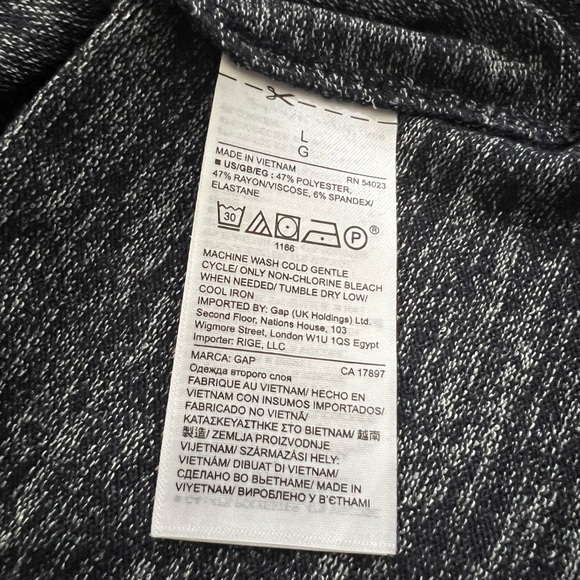 L
G
MADE IN VIETNAM RN 54023
■ US/GB/EG : 47% POLYESTER,
47% RAYON/VISCOSE, 6% SPANDEX/
ELASTANE
30 P
1166
MACHINE WASH COLD GENTLE
CYCLE/ ONLY NON-CHLORINE BLEACH
WHEN NEEDED/ TUMBLE DRY LOW/
COOL IRON
IMPORTED BY: Gap (UK Holdings) Ltd.
Second Floor, Nations House, 103
Wigmore Street, London W1U 1QS Egypt
Importer: RIGE, LLC
MARCA: GAP CA 17897
Одежда второго слоя
FABRIQUE AU VIETNAM/ HECHO EN
VIETNAM CON INSUMOS IMPORTADOS/
FABRICADO NO VIETNÃ/
ΚΑΤΑΣΚΕΥΑΣΤΗΚΕ ΣΤΟ ΒΙΕΤΝΑΜ/ 越南
製造/ ZEMLJA PROIZVODNJE
VIJETNAM/ SZÁRMAZÁSI HELY:
VIETNÁM/ DIBUAT DI VIETNAM/
СДЕЛАНО ВО ВЬЕТНАМЕ/ MADE IN
VIYETNAM/ ВИРОБЛЕНО У В'ЄТНАМІ